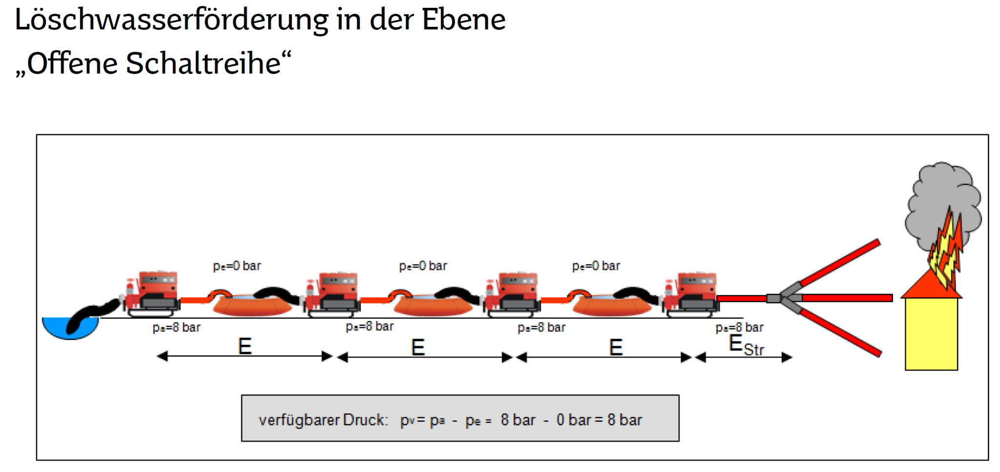 Löschwasserförderung in der Ebene
„Offene Schaltreihe“
pe=0 bar pe=0 bar pe=0 bar
pa=8 bar pa=8 bar pa=8 bar pa=8 bar
E E E EStr
verfügbarer Druck: pv = pa - pe = 8 bar - 0 bar = 8 bar